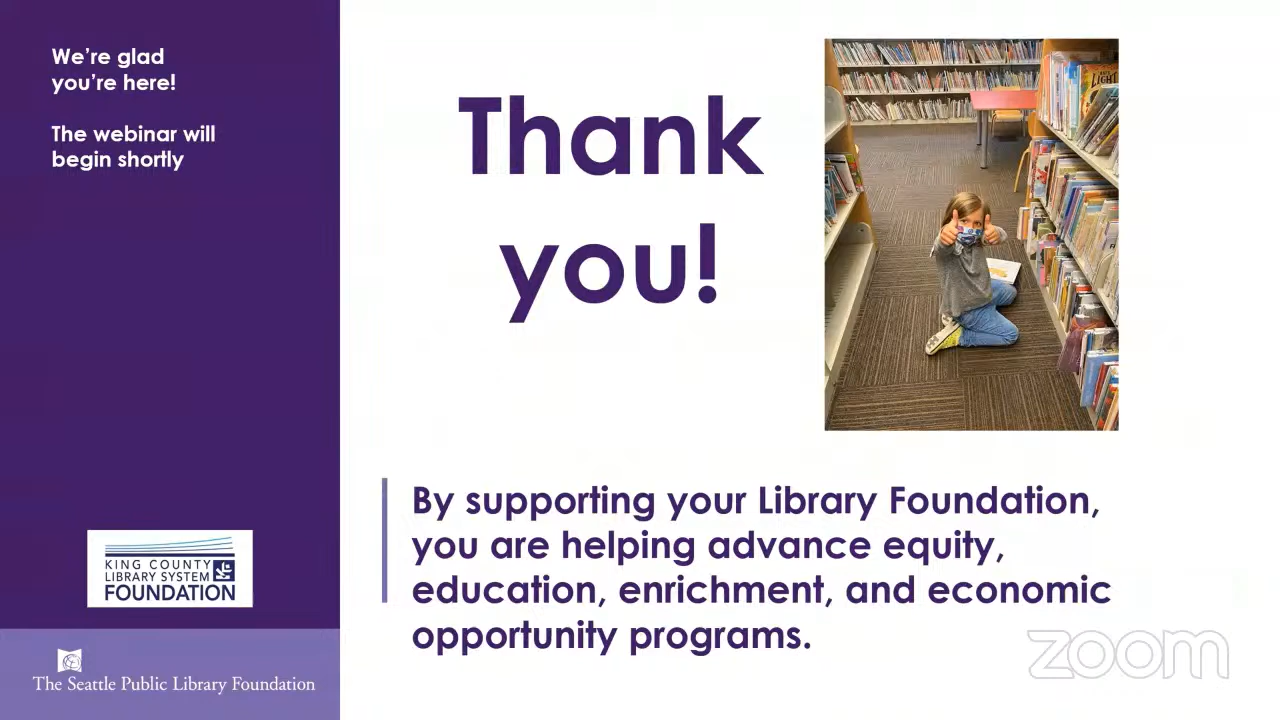 We're glad
you're here!
The webinar will
begin shortly
Thank
you!
By supporting your Library Foundation,
you are helping advance equity,
education, enrichment, and economic
opportunity programs.
KING COUNTY
LIBRARY SYSTEM
FOUNDATION
The Seattle Public Library Foundation
zoom